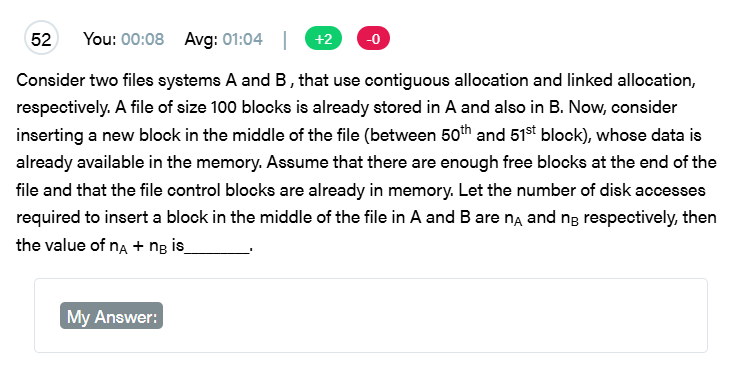 52 You: 00:08 Avg: 01:04 | +2 -0
Consider two files systems A and B , that use contiguous allocation and linked allocation,
respectively. A file of size 100 blocks is already stored in A and also in B. Now, consider
inserting a new block in the middle of the file (between 50th and 51st block), whose data is
already available in the memory. Assume that there are enough free blocks at the end of the
file and that the file control blocks are already in memory. Let the number of disk accesses
required to insert a block in the middle of the file in A and B are nA and nB respectively, then
the value of nA + nB is________.
My Answer: